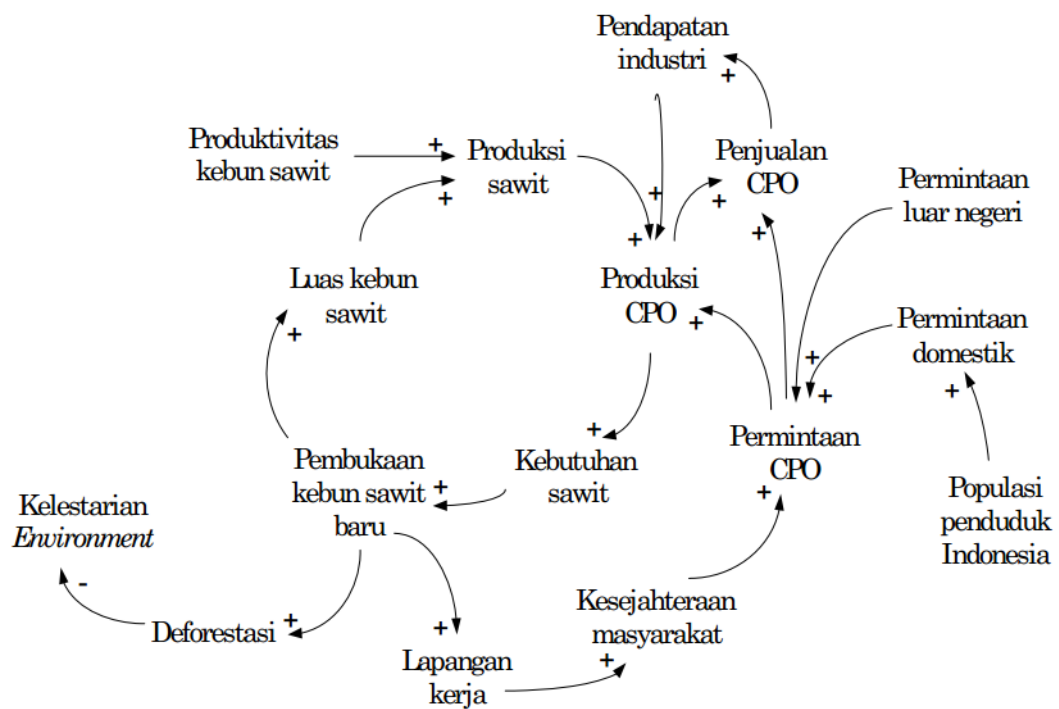 Pendapatan
industri
+
Produktivitas
kebun sawit
+
Produksi
sawit
+
Penjualan
CPO
+
+
+
+
Permintaan
luar negeri
Luas kebun
sawit
+
Produksi
CPO
+
Permintaan
domestik
+
+
+
Pembukaan
kebun sawit
baru
+
+
Kebutuhan
sawit
Permintaan
CPO
+
Populasi
penduduk
Indonesia
Kelestarian
Environment
-
Deforestasi
+
+
Lapangan
kerja
Kesejahteraan
masyarakat
+